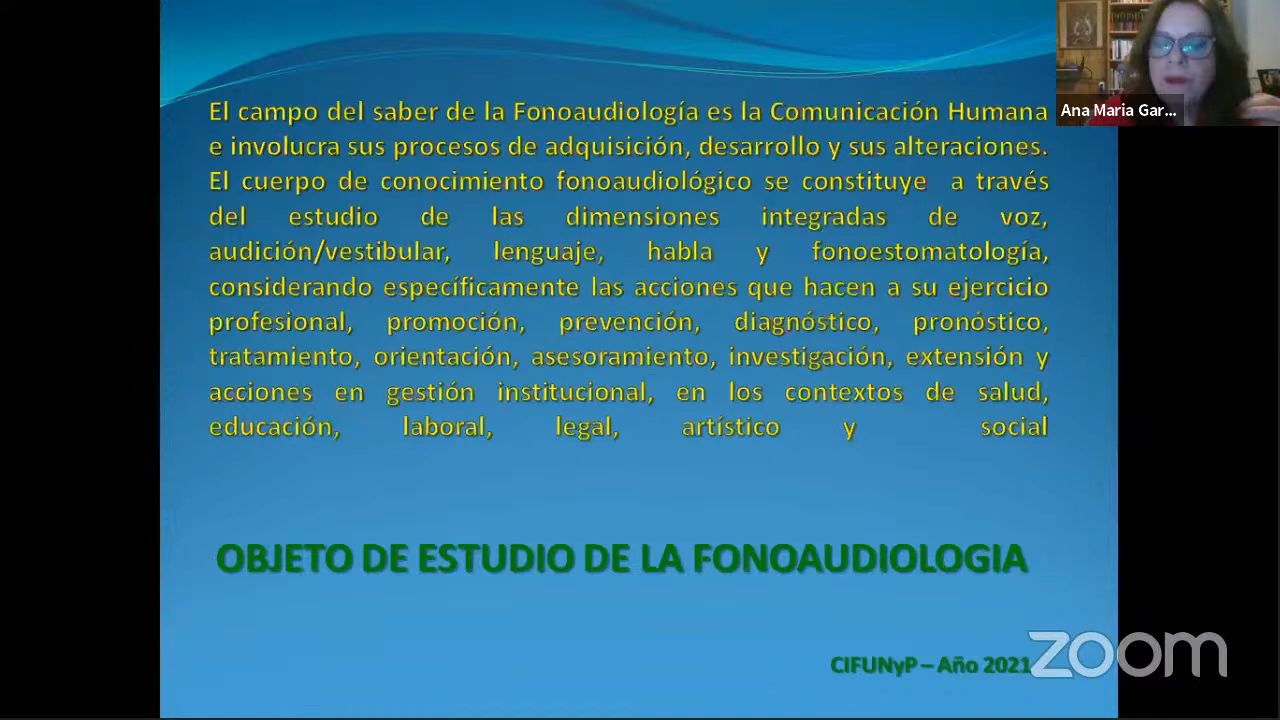 El campo del saber de la Fonoaudiología es la Comunicación Humana
e involucra sus procesos de adquisición, desarrollo y sus alteraciones.
El cuerpo de conocimiento fonoaudiológico se constituye a través
del estudio de las dimensiones integradas de voz,
audición/vestibular, lenguaje, habla y fonoestomatología,
considerando específicamente las acciones que hacen a su ejercicio
profesional, promoción, prevención, diagnóstico, pronóstico,
tratamiento, orientación, asesoramiento, investigación, extensión y
acciones en gestión institucional, en los contextos de salud,
educación, laboral, legal, artístico y social
OBJETO DE ESTUDIO DE LA FONOAUDIOLOGIA
CIFUNyP – Año 2021
Ana Maria Gar...
zoom